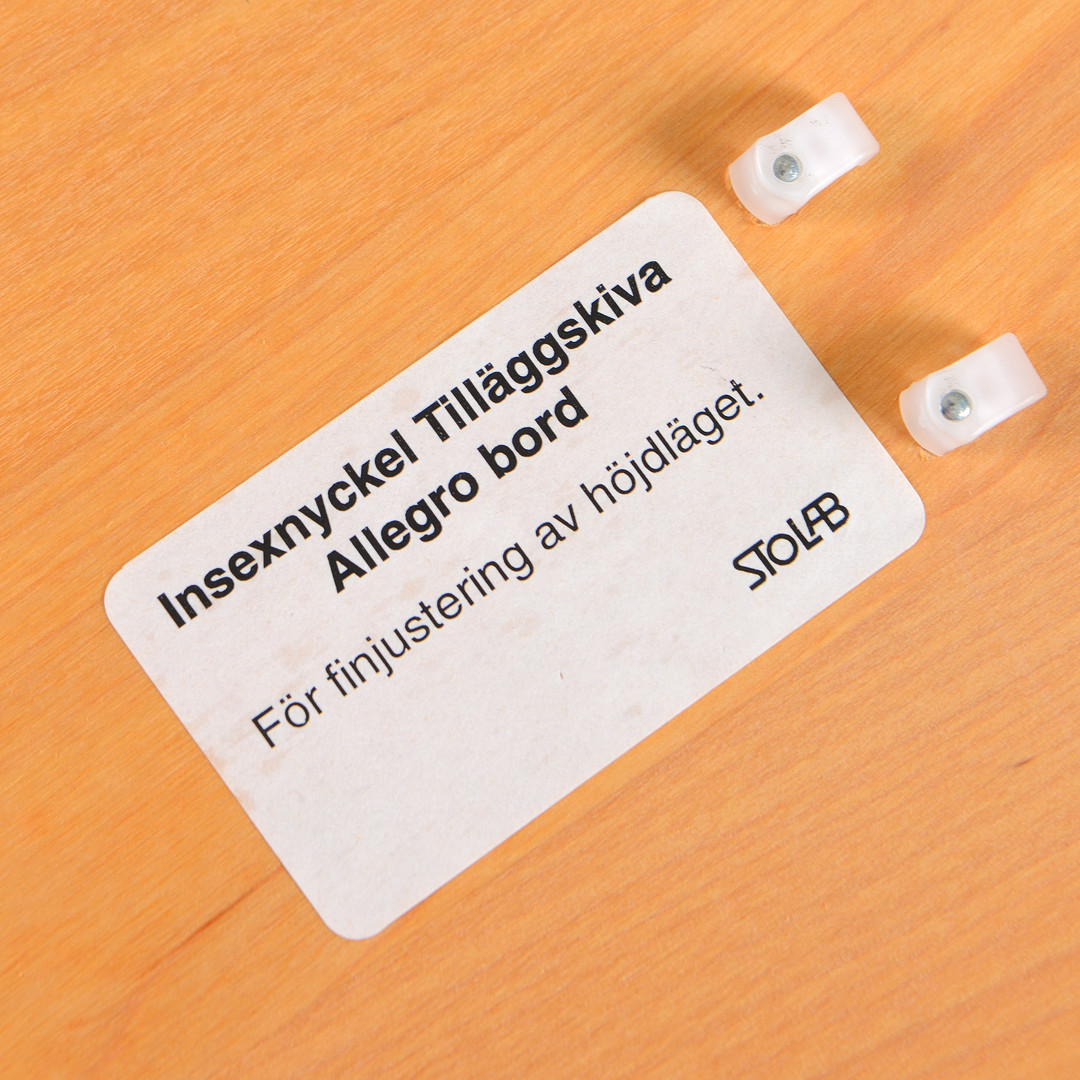 Insexnyckel Tilläggskiva
Allegro bord
För finjustering av höjdläget.
STOLAB